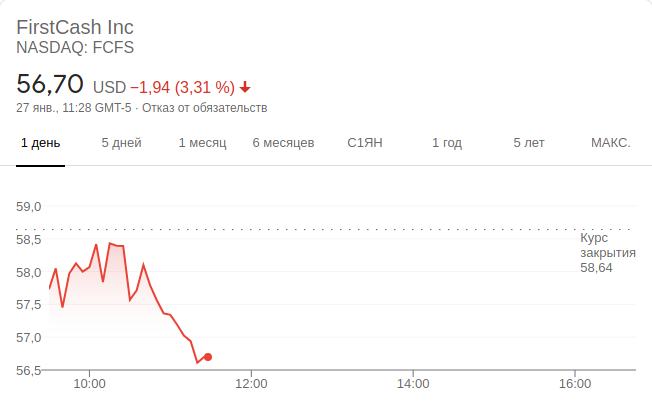 FirstCash Inc
NASDAQ: FCFS
56,70 USD −1,94 (3,31 %)
27 янв., 11:28 GMT-5 · Отказ от обязательств
1 день 5 дней 1 месяц 6 месяцев С1ЯН 1 год 5 лет МАКС.
59,0
58,5
58,0
57,5
57,0
56,5
Курс
закрытия
58,64
10:00 12:00 14:00 16:00